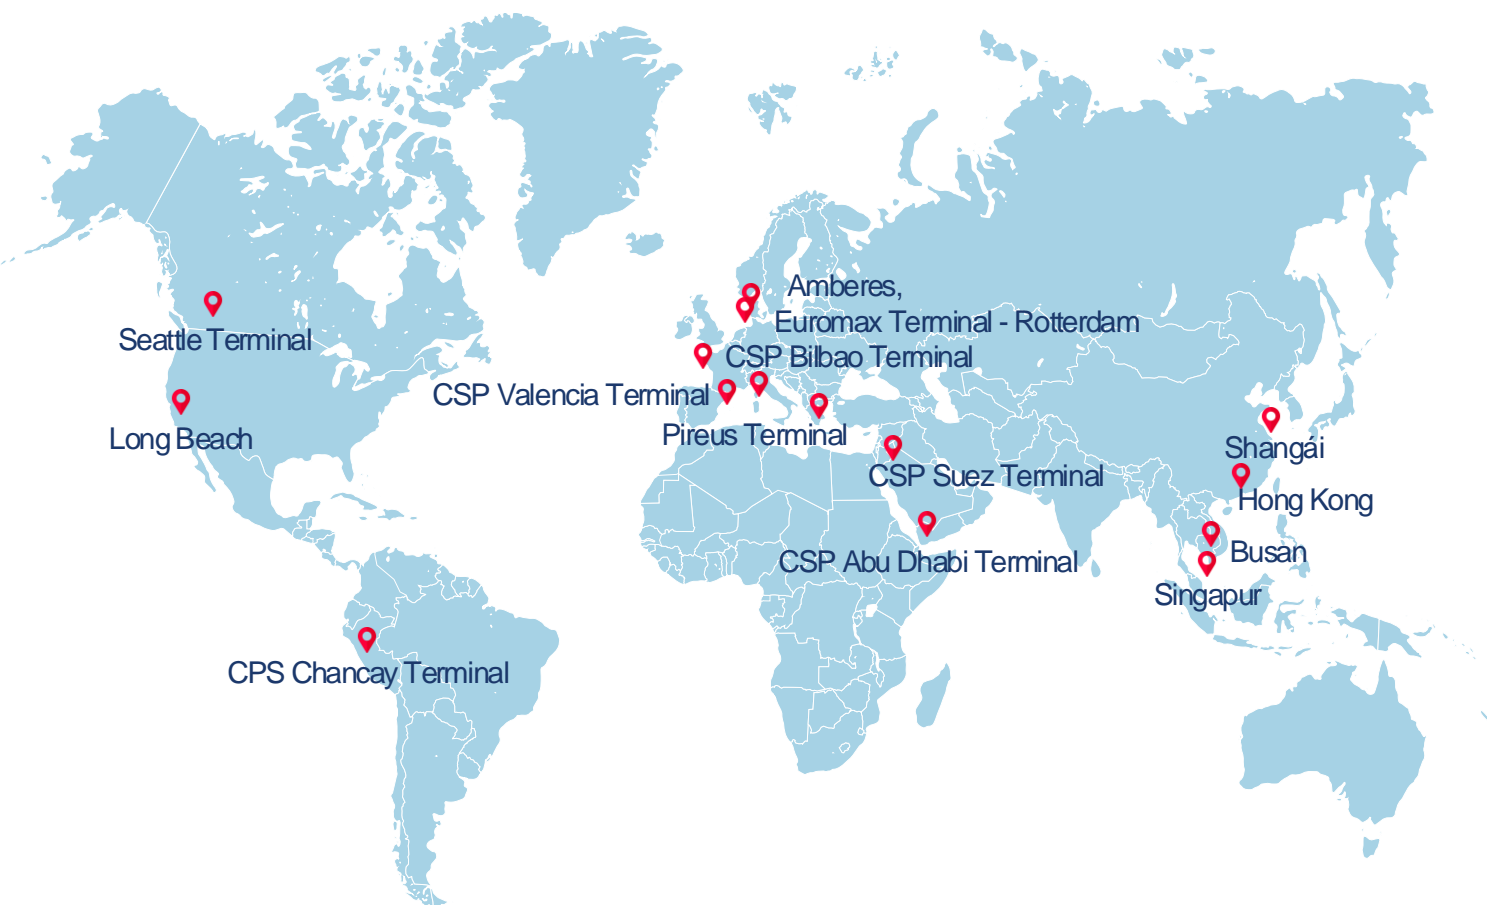 Amberes,
Euromax Terminal - Rotterdam
Seattle Terminal
CSP Bilbao Terminal
CSP Valencia Terminal
Long Beach
Pireus Terminal
Shangái
CSP Suez Terminal
Hong Kong
Busan
CSP Abu Dhabi Terminal
Singapur
CPS Chancay Terminal